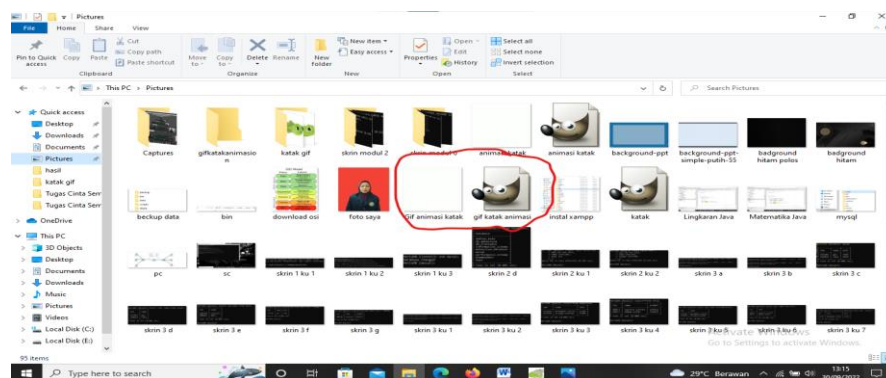 Pictures
File Home Share View
Pin to Quick access
Copy
Paste
Cut
Copy path
Paste shortcut
Clipboard
Move to
Copy to
Delete
Rename
Organize
New folder
New item
Easy access
New
Properties
Open
Edit
History
Open
Select all
Select none
Invert selection
Select
This PC > Pictures
Search Pictures
Quick access
Desktop
Downloads
Documents
Pictures
hasil
katak gif
Tugas Cinta Sem
Tugas Cinta Sem
OneDrive
This PC
3D Objects
Desktop
Documents
Downloads
Music
Pictures
Videos
Local Disk (C:)
Local Disk (E:)
95 items
Captures
gifkatakanimasio
n
katak gif
skrin modul 2
skrin modul
animasi katak
animasi katak
background-ppt
background-ppt-
simple-putih-55
badground
hitam polos
badground
hitam
beckup data
bin
download osi
foto saya
Gif animasi katak
gif katak animasi
instal xampp
katak
Lingkaran Java
Matematika Java
mysql
pc
sc
skrin 1 ku 1
skrin 1 ku 2
skrin 1 ku 3
skrin 2 d
skrin 2 ku 1
skrin 2 ku 2
skrin 3 a
skrin 3 b
skrin 3 c
skrin 3 d
skrin 3 e
skrin 3 f
skrin 3 g
skrin 3 ku 1
skrin 3 ku 2
skrin 3 ku 3
skrin 3 ku 4
skrin 3 ku 5
skrin 3 ku 6
skrin 3 ku 7
Activate Windows
Go to Settings to activate Windows.
Type here to search
29°C Berawan
13:15
30/09/2022